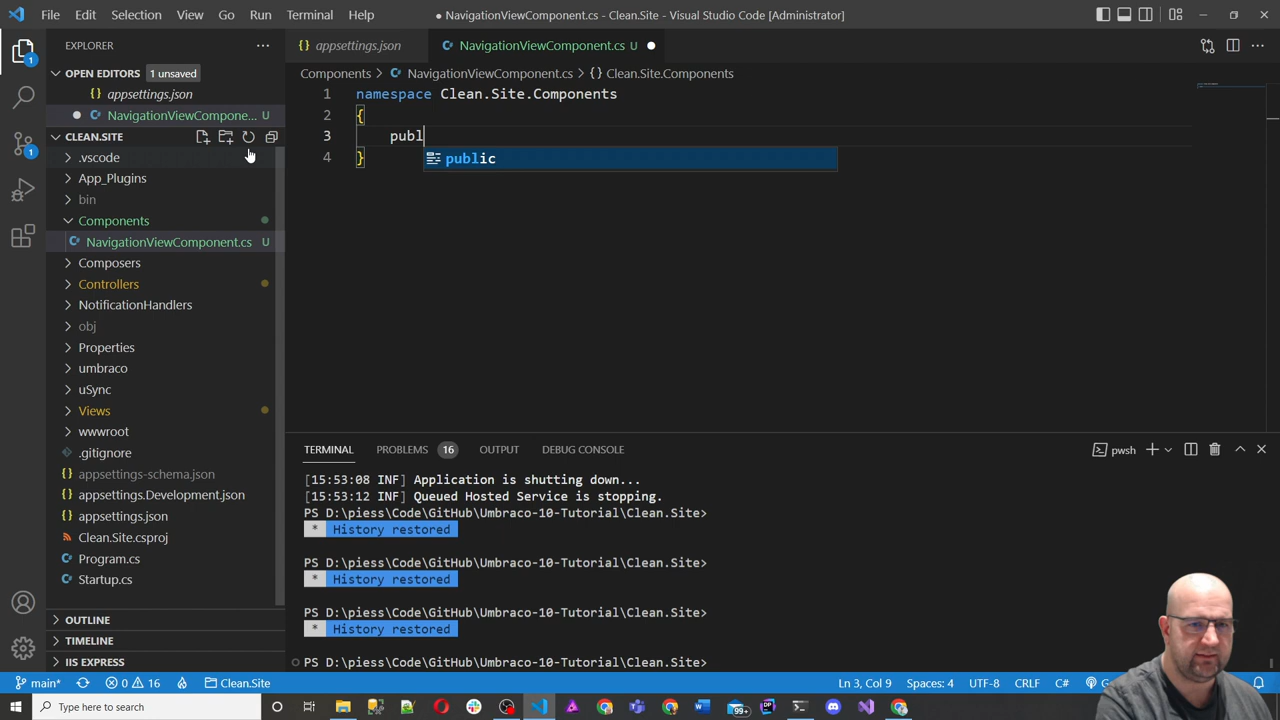 File Edit Selection View Go Run Terminal Help
● NavigationViewComponent.cs - Clean.Site - Visual Studio Code [Administrator]
EXPLORER
OPEN EDITORS 1 unsaved
{} appsettings.json
NavigationViewCompone... U
CLEAN.SITE
.vscode
App_Plugins
bin
Components
NavigationViewComponent.cs U
Composers
Controllers
NotificationHandlers
obj
Properties
umbraco
uSync
Views
wwwroot
.gitignore
{} appsettings-schema.json
{} appsettings.Development.json
{} appsettings.json
Clean.Site.csproj
Program.cs
Startup.cs
OUTLINE
TIMELINE
IIS EXPRESS
{} appsettings.json
NavigationViewComponent.cs U
Components > NavigationViewComponent.cs > {} Clean.Site.Components
1 namespace Clean.Site.Components
2 {
3 publ
public
4 }
TERMINAL PROBLEMS 16 OUTPUT DEBUG CONSOLE
pwsh
[15:53:08 INF] Application is shutting down...
[15:53:12 INF] Queued Hosted Service is stopping.
PS D:\piess\Code\GitHub\Umbraco-10-Tutorial\Clean.Site>
* History restored
PS D:\piess\Code\GitHub\Umbraco-10-Tutorial\Clean.Site>
* History restored
PS D:\piess\Code\GitHub\Umbraco-10-Tutorial\Clean.Site>
* History restored
PS D:\piess\Code\GitHub\Umbraco-10-Tutorial\Clean.Site>
main* 0 16 Clean.Site Ln 3, Col 9 Spaces: 4 UTF-8 CRLF C#
Type here to search
99+